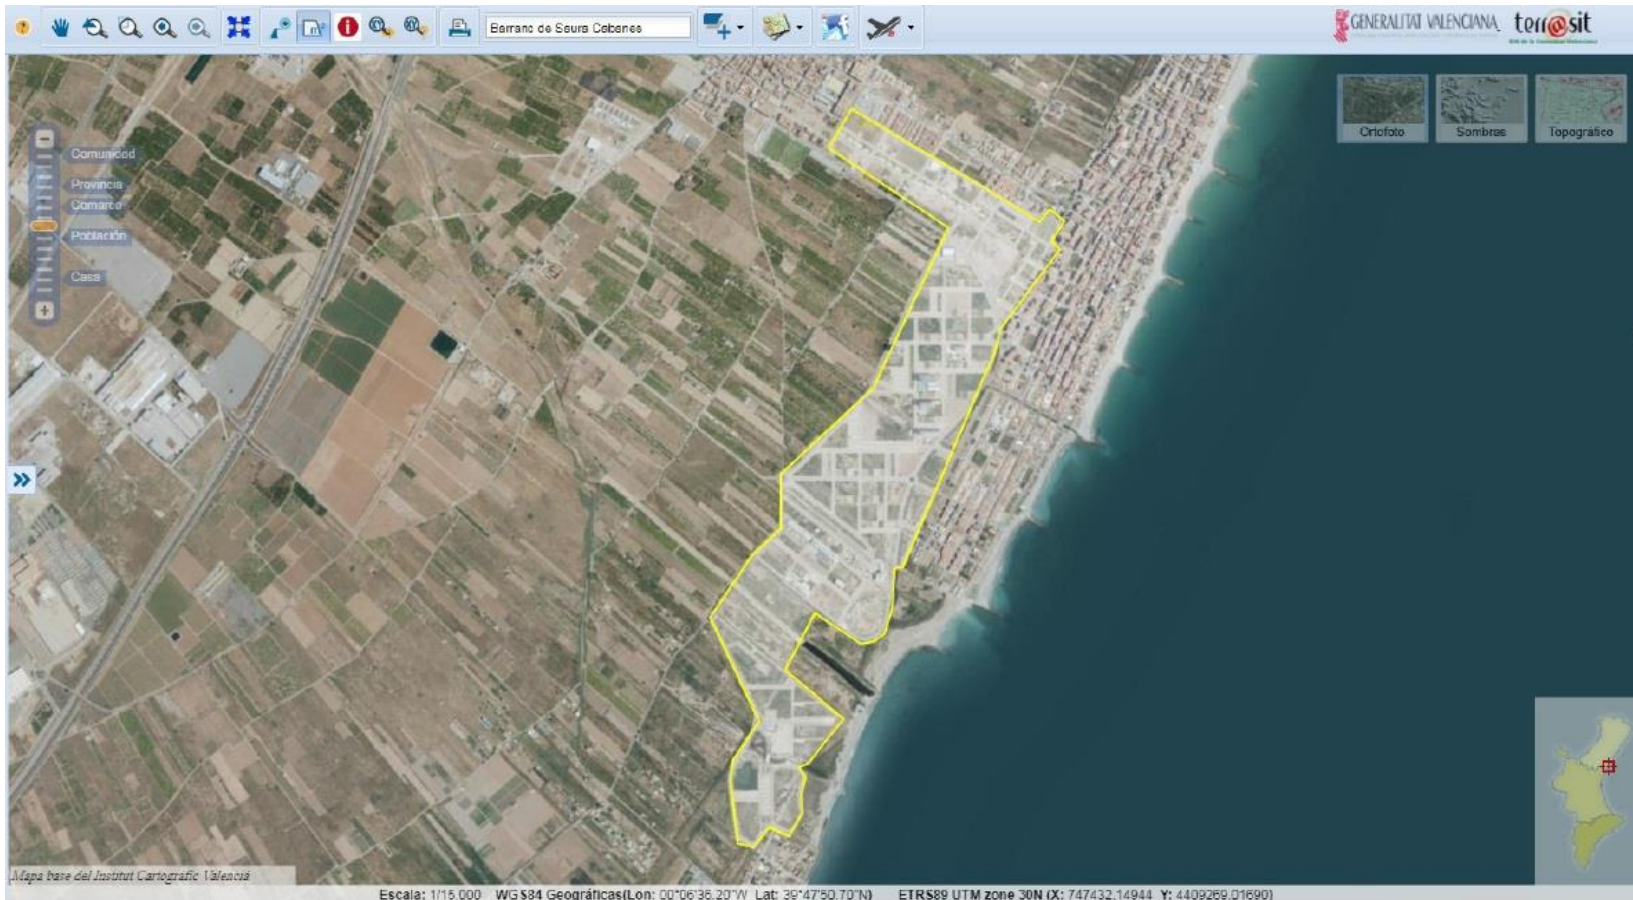 Barranc de Soura Cabanes
GENERALITAT VALENCIANA
terr@sit
Ortofoto
Sombras
Topográfico
Comunidad
Provincia
Comarca
Población
Casa
Mapa base del Institut Cartogràfic Valencià
Escala: 1/15.000 WGS84 Geográficas(Lon: 00°06'36.20"W Lat: 39°47'50.70"N) ETRS89 UTM zone 30N (X: 747432.14944 Y: 4409269.01690)